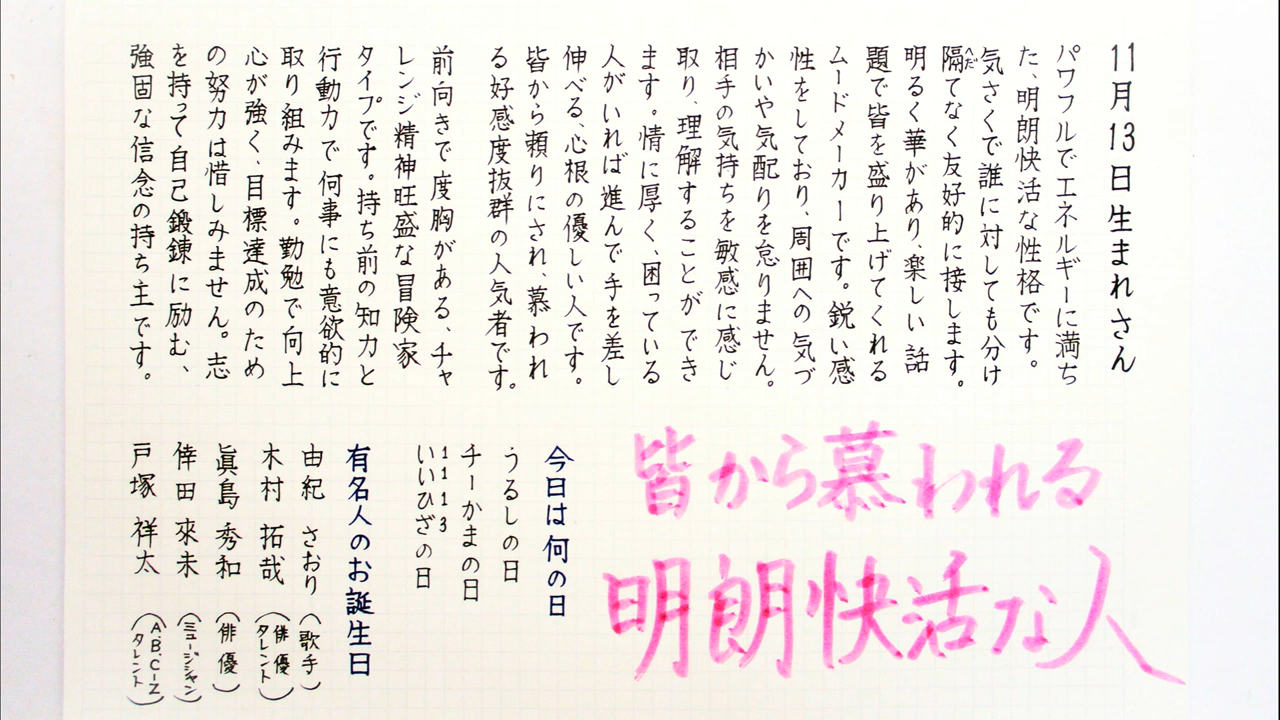 11月13日生まれさん
パワフルでエネルギーに満ち
た、明朗快活な性格です。
気さくで誰に対しても分け
隔てなく友好的に接します。
へだ
明るく華があり、楽しい話
題で皆を盛り上げてくれる
ムードメーカーです。鋭い感
性をしており、周囲への気づ
かいや気配りを怠りません。
相手の気持ちを敏感に感じ
取り、理解することができ
ます。情に厚く、困っている
人がいれば進んで手を差し
伸べる、心根の優しい人です。
皆から頼りにされ、慕われ
る好感度抜群の人気者です。
前向きで度胸がある、チャ
レンジ精神旺盛な冒険家
タイプです。持ち前の知力と
行動力で何事にも意欲的に
取り組みます。勤勉で向上
心が強く、目標達成のため
の努力は惜しみません。志
を持って自己鍛錬に励む、
強固な信念の持ち主です。
皆から慕われる
明朗快活な人
今日は何の日
うるしの日
チーかまの日
1113
いいひざの日
有名人のお誕生日
由紀 さおり (歌手)
木村 拓哉 (俳優 タレント)
眞島 秀和 (俳優)
倖田 來未 (ミュージシャン)
戸塚 祥太 (A.B.C-Z タレント)